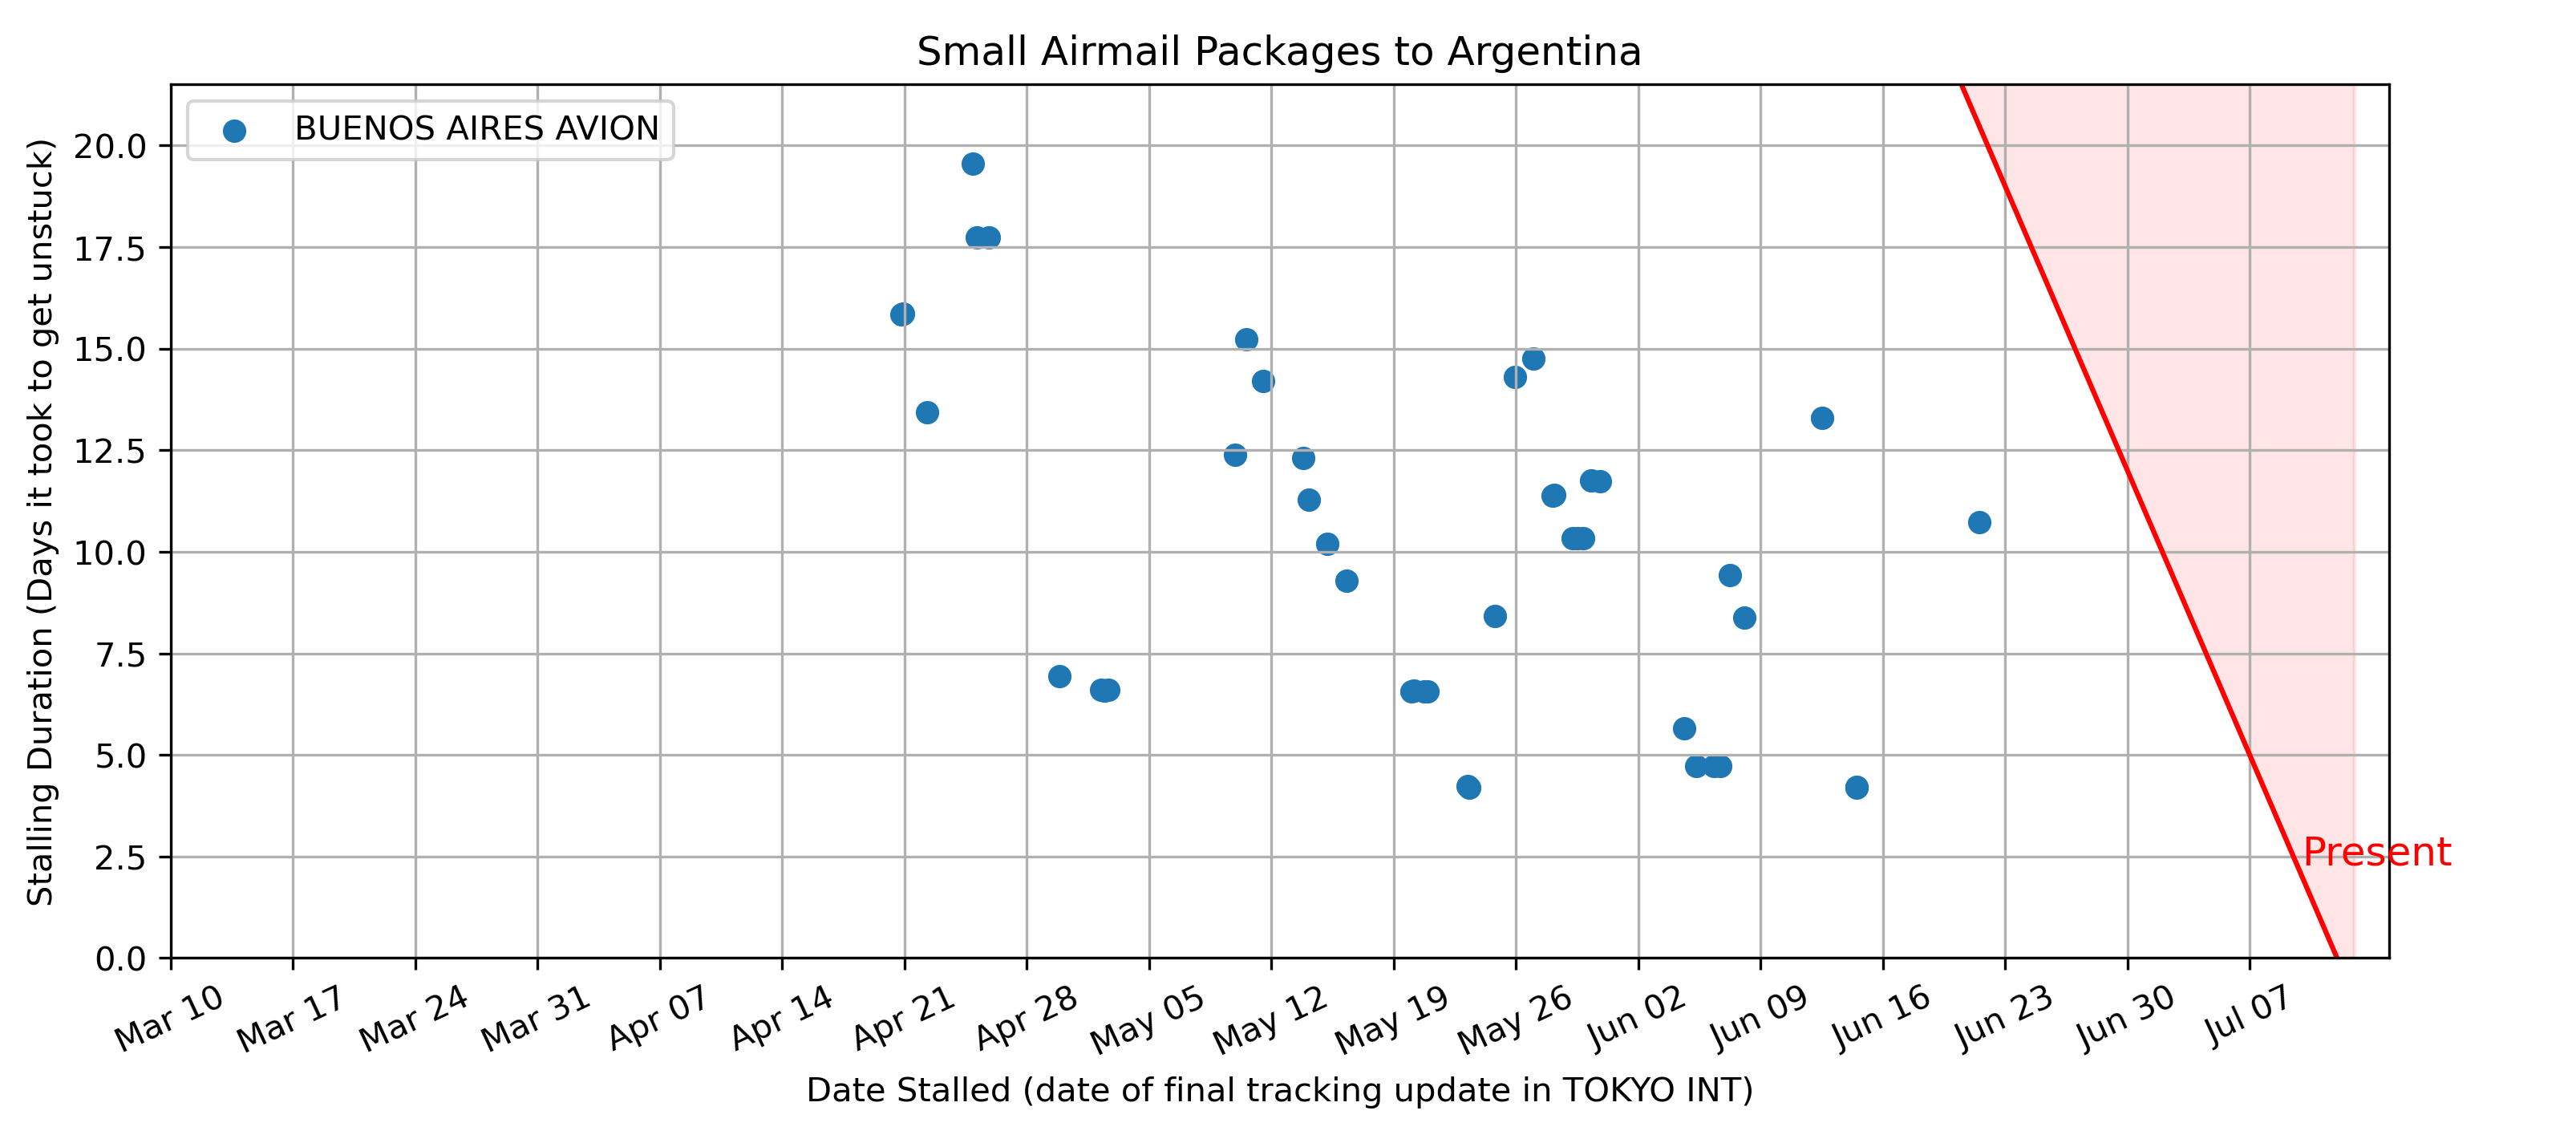 Small Airmail Packages to Argentina
BUENOS AIRES AVION
Stalling Duration (Days it took to get unstuck)
20.0
17.5
15.0
12.5
10.0
7.5
5.0
2.5
0.0
Present
Mar 10
Mar 17
Mar 24
Mar 31
Apr 07
Apr 14
Apr 21
Apr 28
May 05
May 12
May 19
May 26
Jun 02
Jun 09
Jun 16
Jun 23
Jun 30
Jul 07
Date Stalled (date of final tracking update in TOKYO INT)